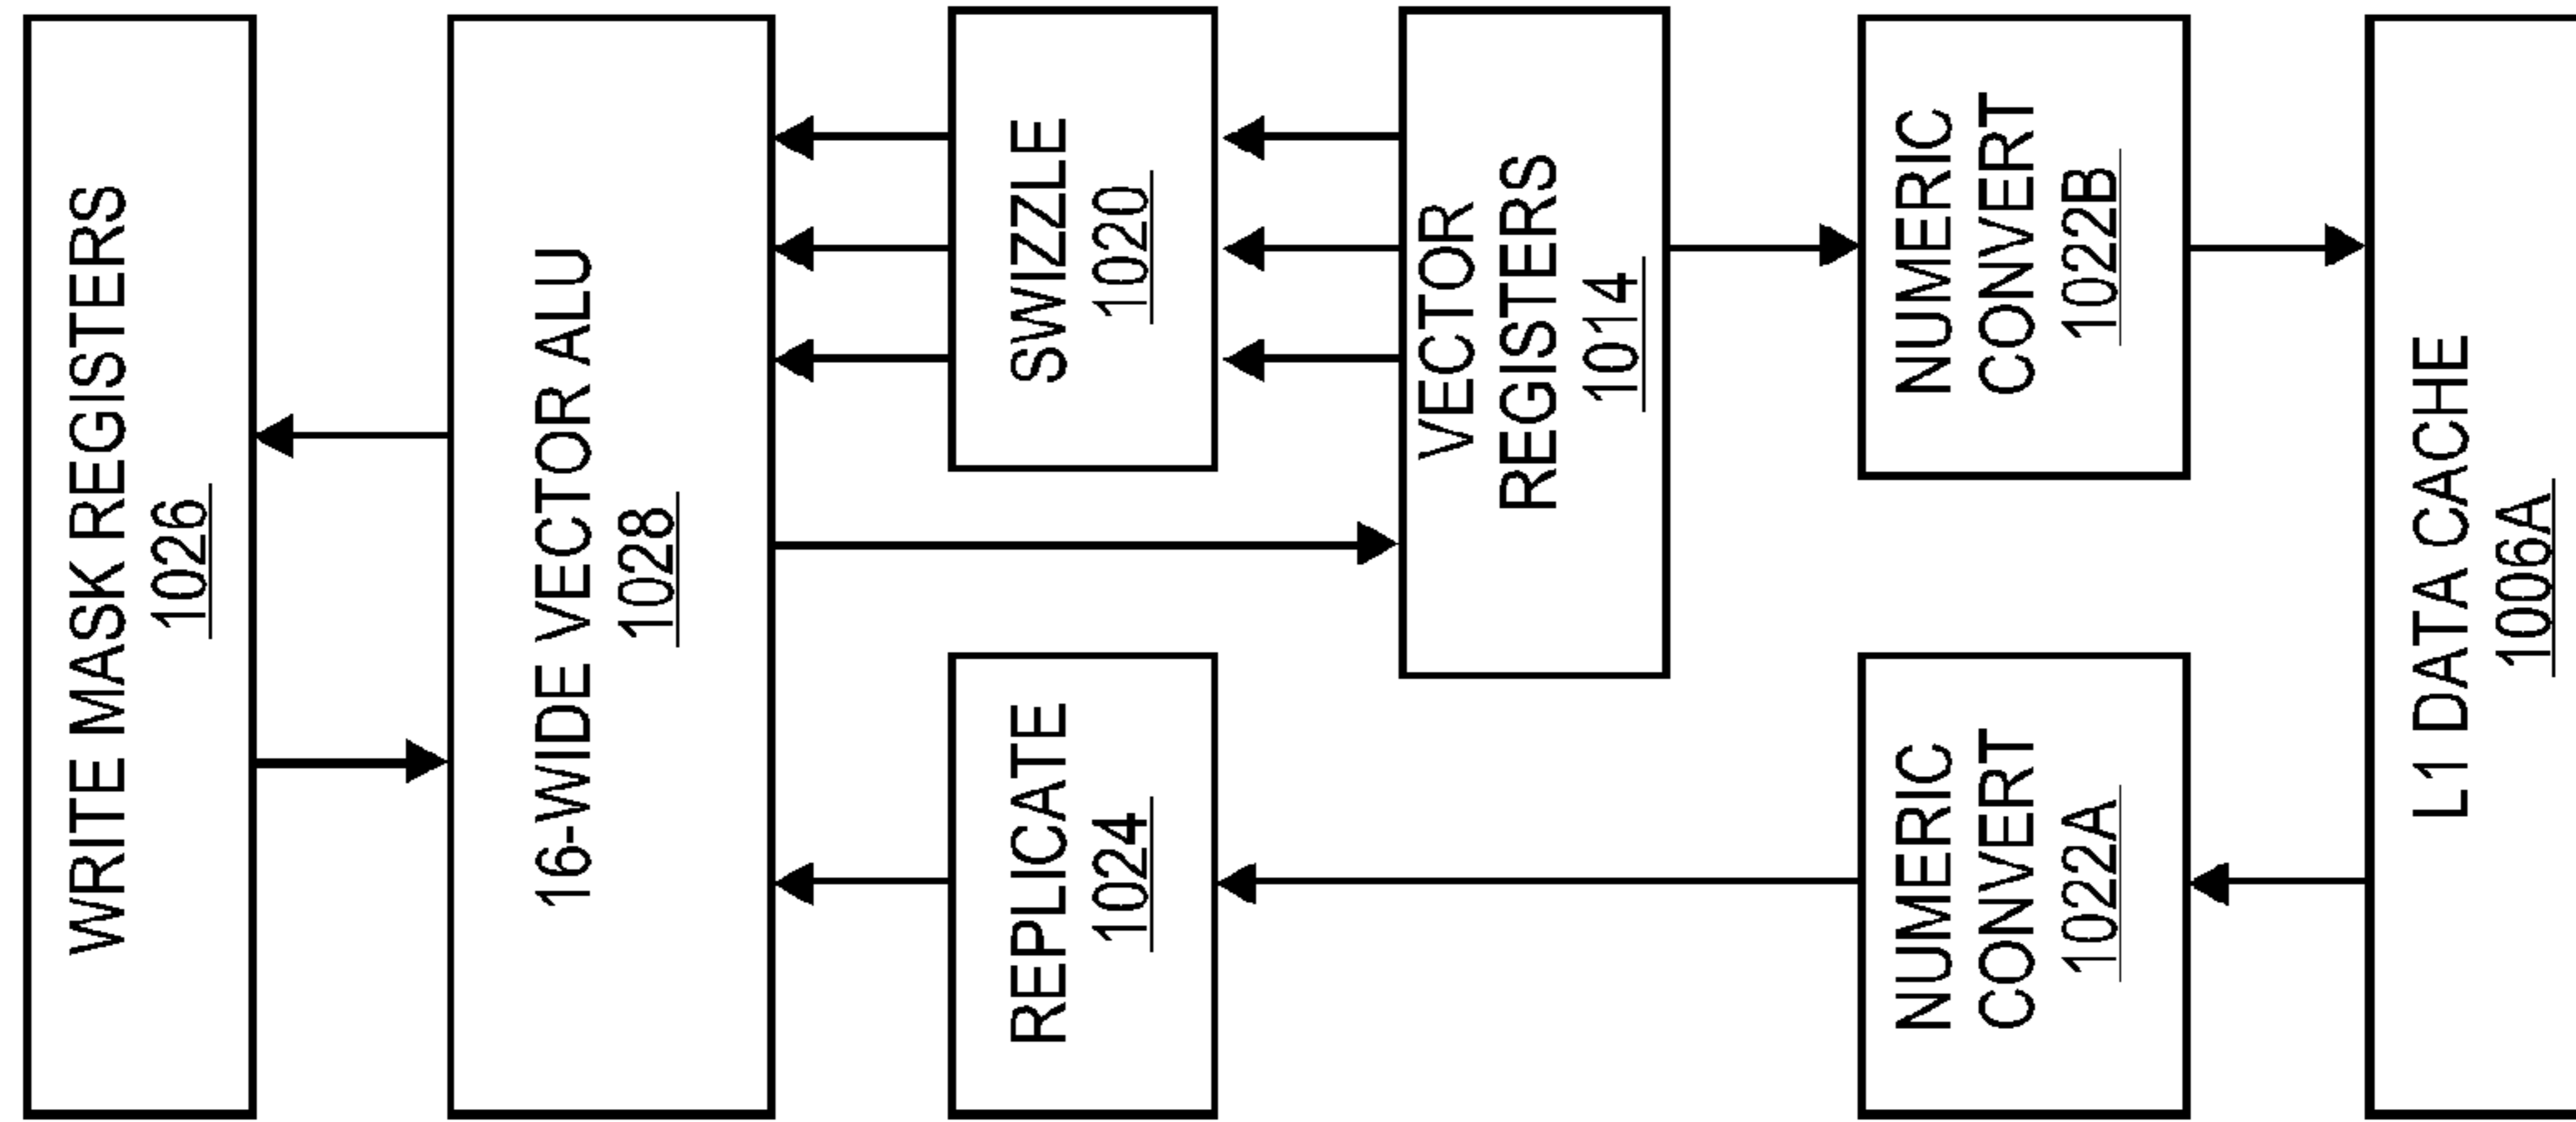 WRITE MASK REGISTERS
1026
16-WIDE VECTOR ALU
1028
REPLICATE
1024
SWIZZLE
1020
VECTOR
REGISTERS
1014
NUMERIC
CONVERT
1022A
NUMERIC
CONVERT
1022B
L1 DATA CACHE
1006A